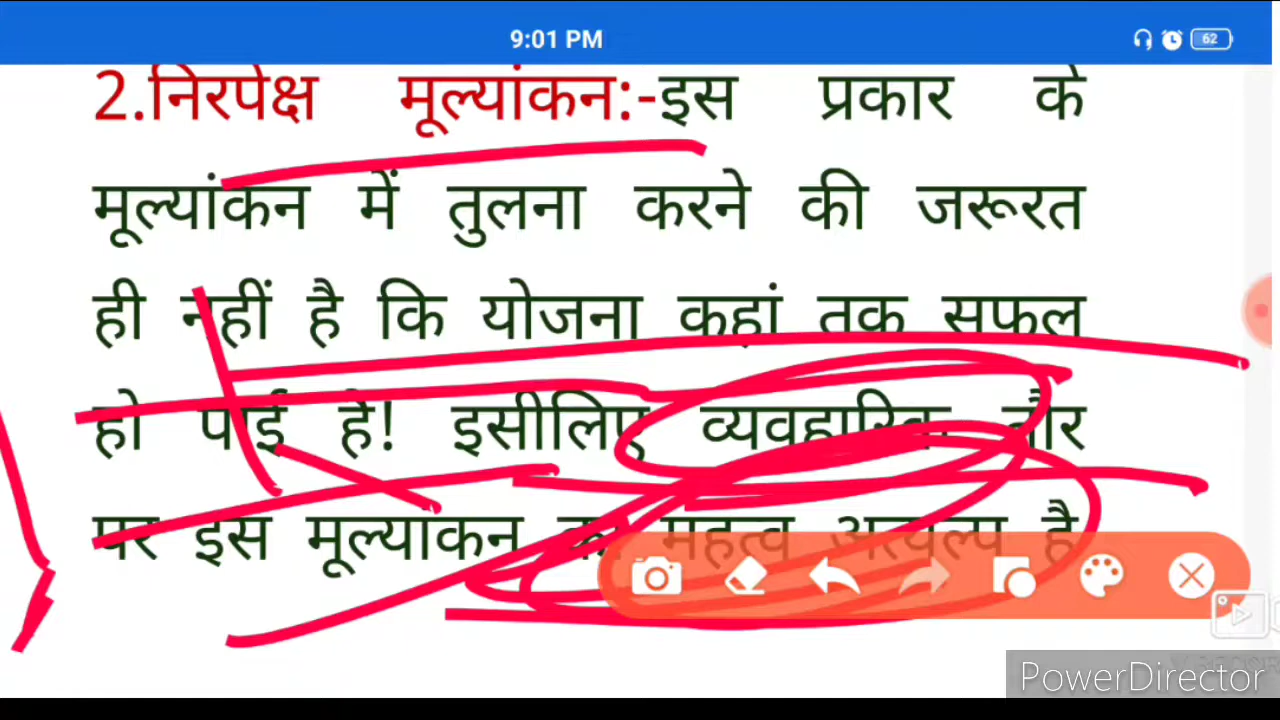 9:01 PM
62
2.निरपेक्ष मूल्यांकन:-इस प्रकार के
मूल्यांकन में तुलना करने की जरूरत
ही नहीं है कि योजना कहां तक सफल
हो पाई है! इसीलिए व्यवहारिक तौर
पर इस मूल्यांकन का महत्व अत्यल्प है
PowerDirector